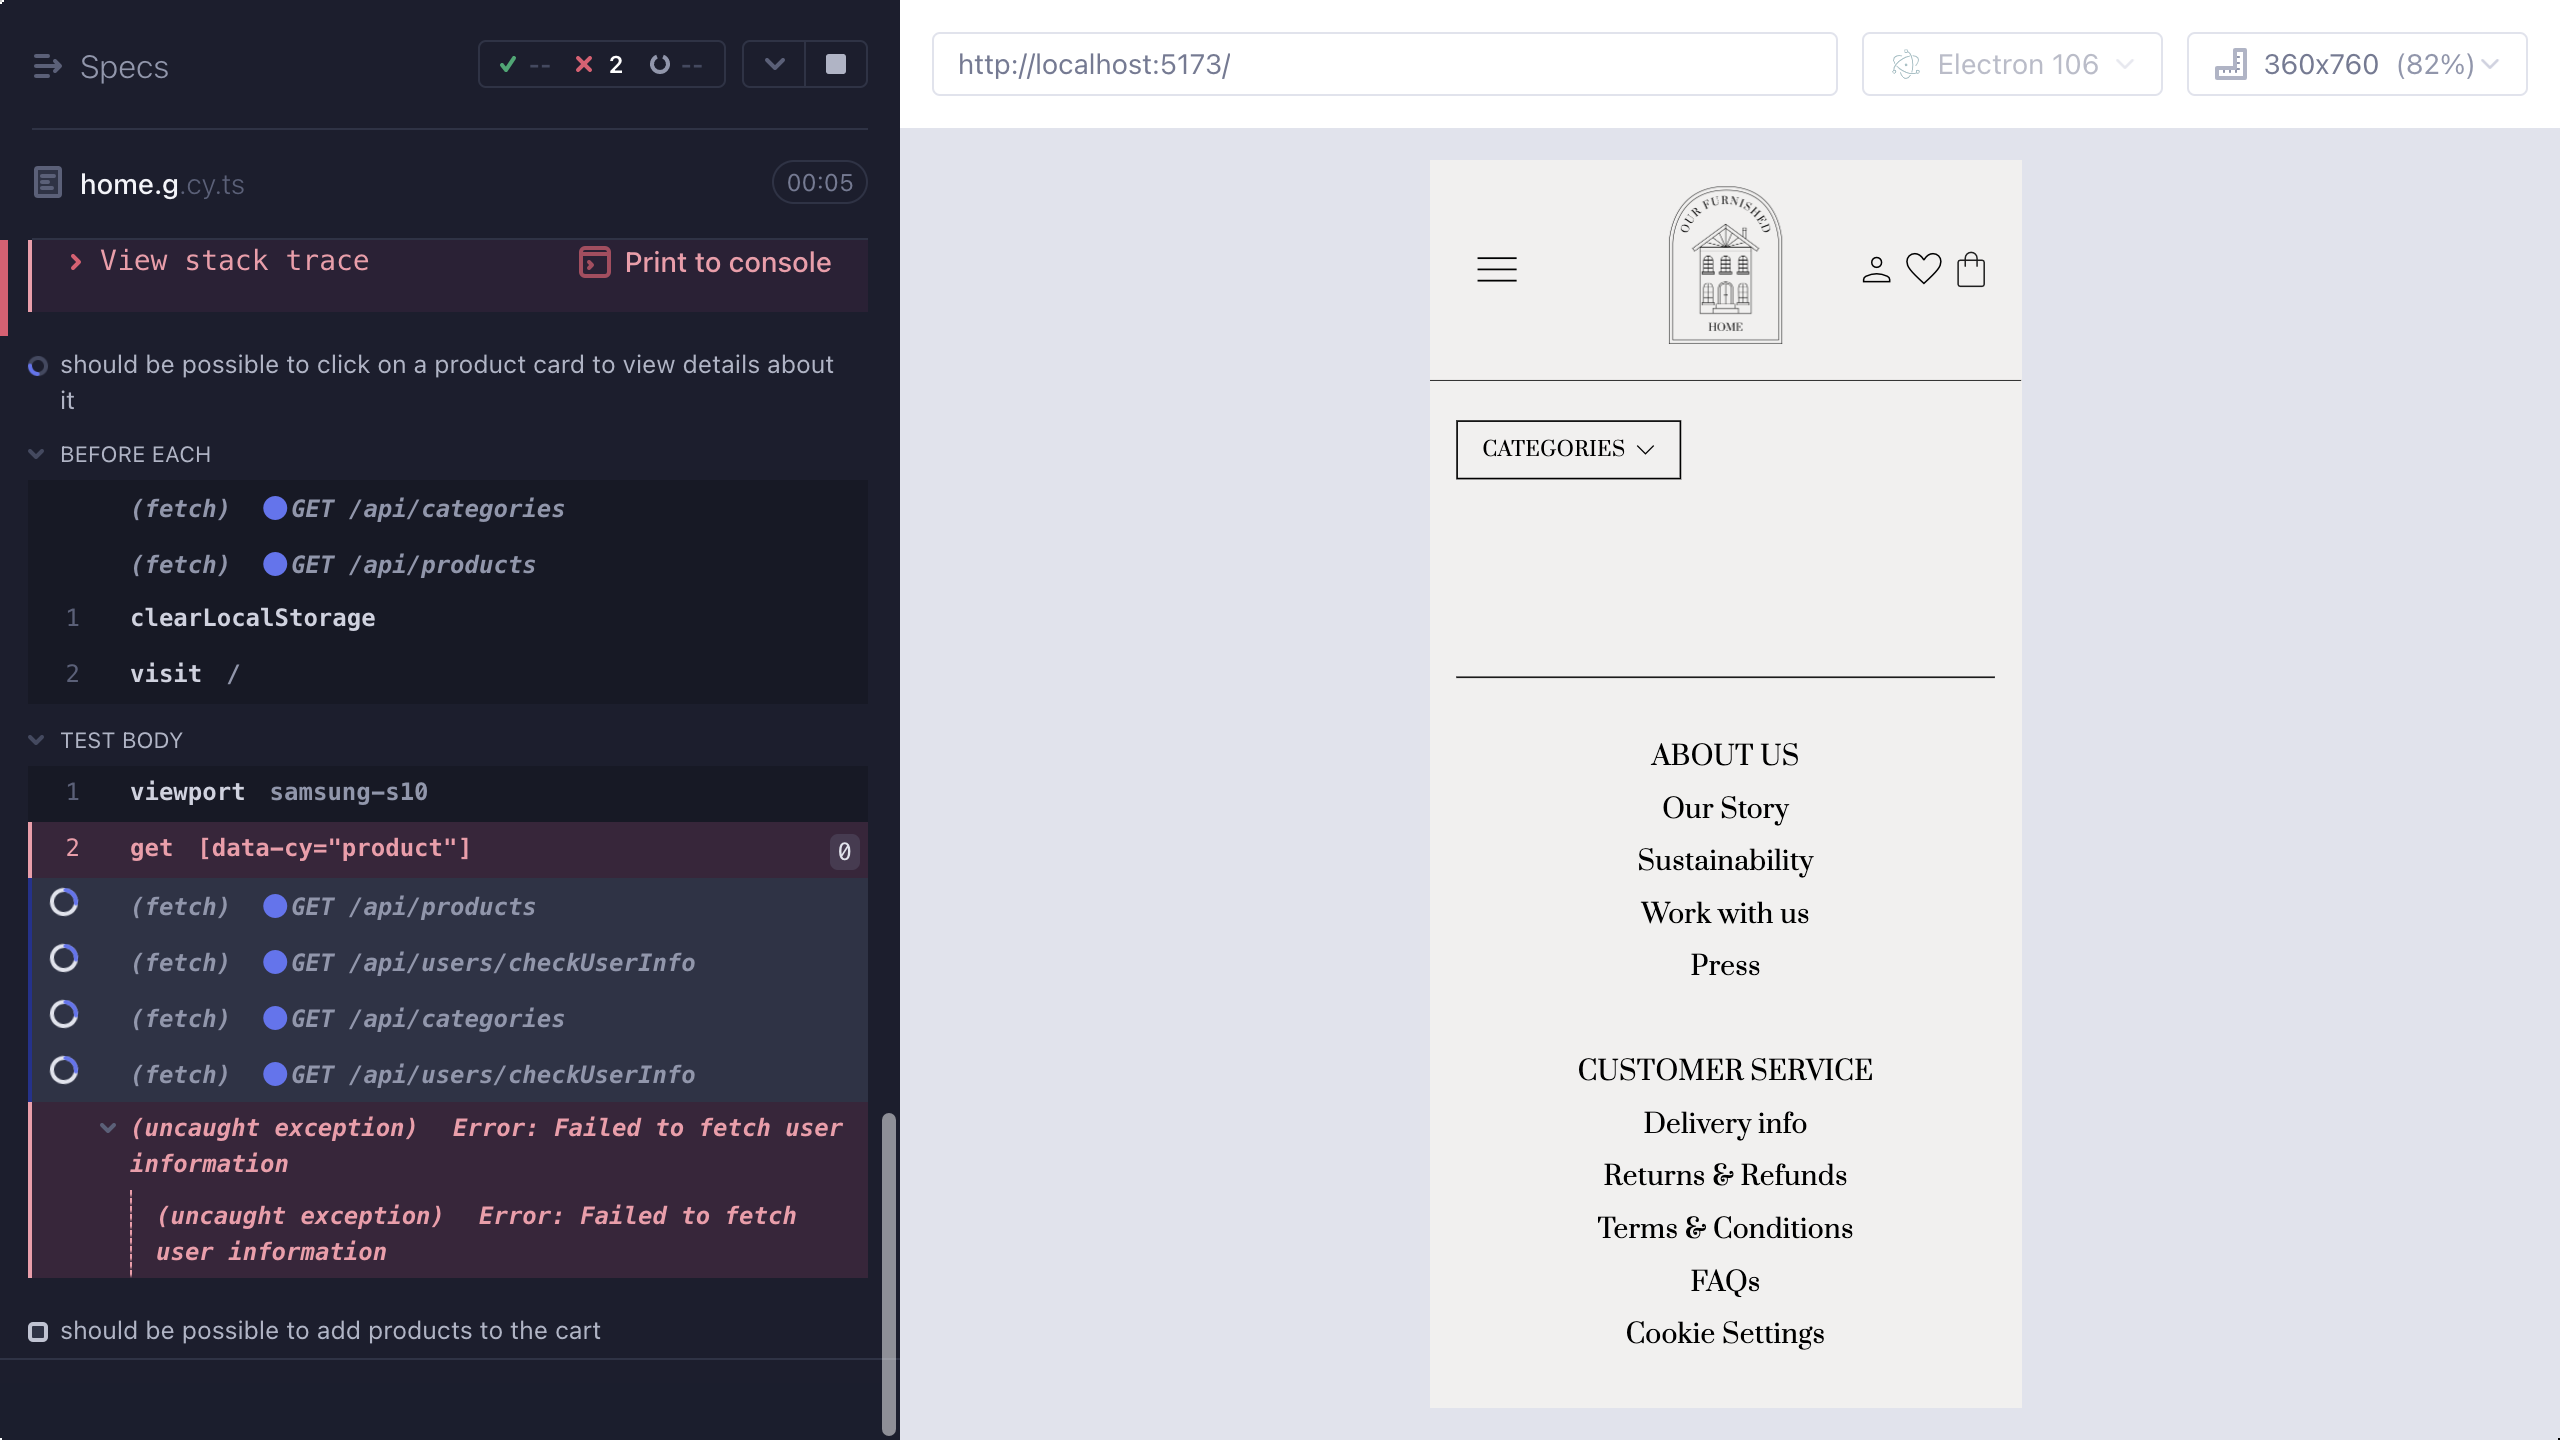 Specs
--
2
--
home.g.cy.ts
00:05
View stack trace
Print to console
should be possible to click on a product card to view details about
it
BEFORE EACH
(fetch) GET /api/categories
(fetch) GET /api/products
1 clearLocalStorage
2 visit /
TEST BODY
1 viewport samsung-s10
2 get [data-cy="product"] 0
(fetch) GET /api/products
(fetch) GET /api/users/checkUserInfo
(fetch) GET /api/categories
(fetch) GET /api/users/checkUserInfo
(uncaught exception) Error: Failed to fetch user
information
(uncaught exception) Error: Failed to fetch
user information
should be possible to add products to the cart
http://localhost:5173/
Electron 106
360x760 (82%)
OUR FURNISHED
HOME
CATEGORIES
ABOUT US
Our Story
Sustainability
Work with us
Press
CUSTOMER SERVICE
Delivery info
Returns & Refunds
Terms & Conditions
FAQs
Cookie Settings